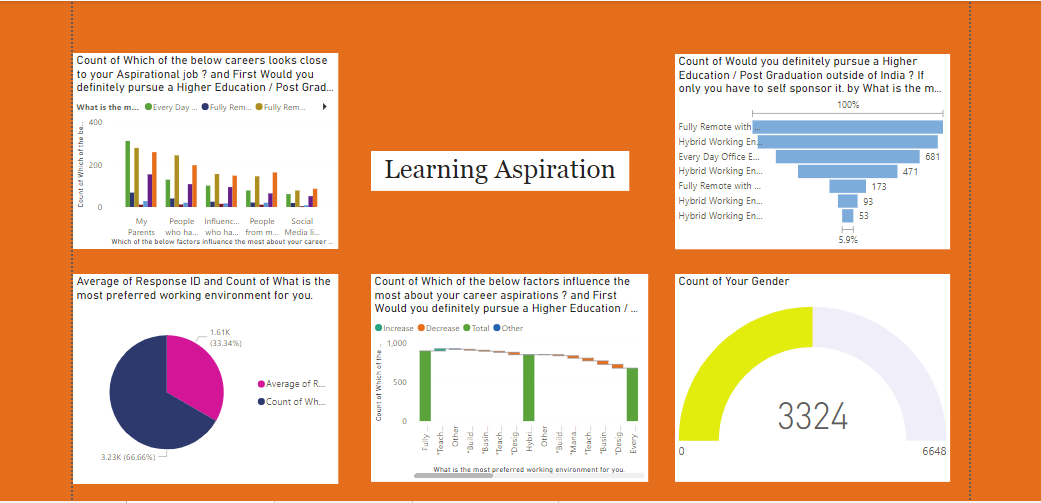 Count of Which of the below careers looks close
to your Aspirational job ? and First Would you
definitely pursue a Higher Education / Post Grad...
What is the m... Every Day ... Fully Rem... Fully Rem...
Count of Which of the be...
400
200
0
My
Parents
People
who ha...
Influenc...
who ha...
People
from m...
Social
Media li...
Which of the below factors influence the most about your career ...
Learning Aspiration
Count of Would you definitely pursue a Higher
Education / Post Graduation outside of India ? If
only you have to self sponsor it. by What is the m...
100%
Fully Remote with ...
Hybrid Working En...
Every Day Office E... 681
Hybrid Working En... 471
Fully Remote with ... 173
Hybrid Working En... 93
Hybrid Working En... 53
5.9%
Average of Response ID and Count of What is the
most preferred working environment for you.
1.61K
(33.34%)
Average of R...
Count of Wh...
3.23K (66.66%)
Count of Which of the below factors influence the
most about your career aspirations ? and First
Would you definitely pursue a Higher Education / ...
Increase Decrease Total Other
Count of Which of the ...
1,000
500
0
Fully ...
"Teach...
Other
"Build...
"Busin...
"Teach...
"Desig...
Hybri...
Other
"Build...
"Mana...
"Teach...
"Busin...
"Desig...
Every ...
What is the most preferred working environment for you.
Count of Your Gender
3324
0
6648